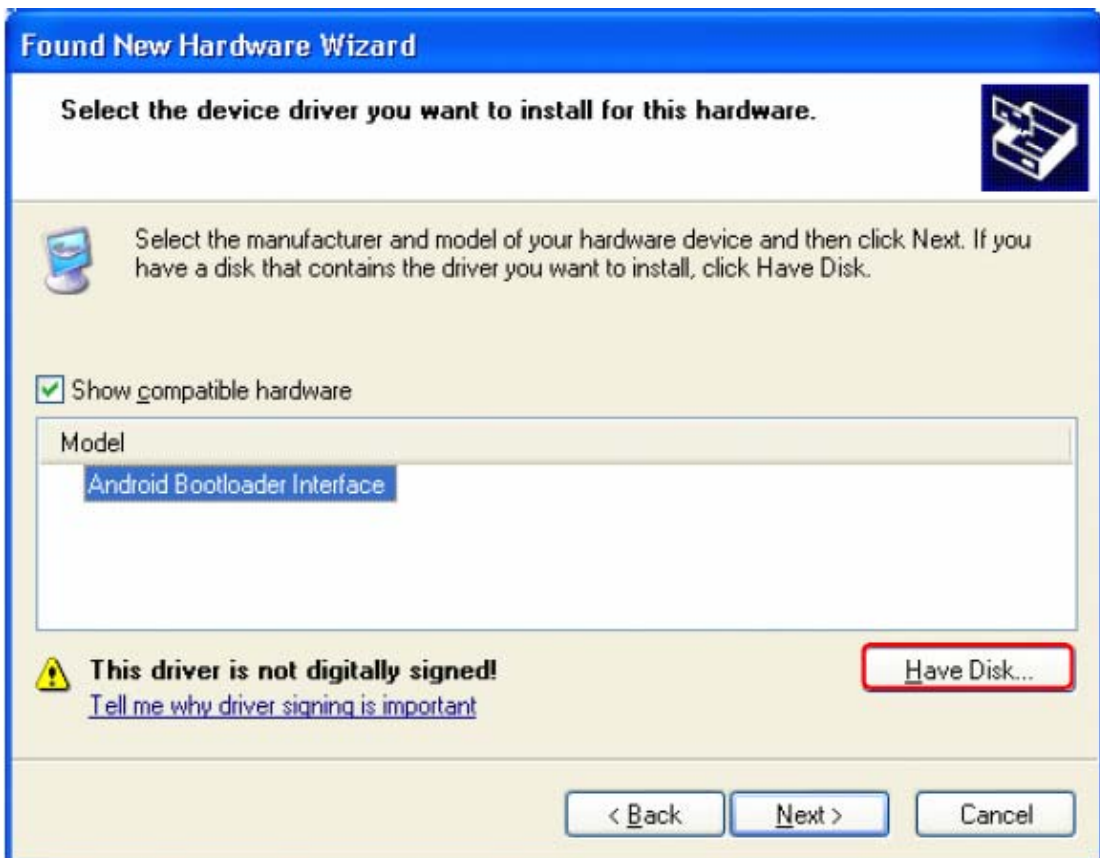 Found New Hardware Wizard
Select the device driver you want to install for this hardware.
Select the manufacturer and model of your hardware device and then click Next. If you
have a disk that contains the driver you want to install, click Have Disk.
Show compatible hardware
Model
Android Bootloader Interface
This driver is not digitally signed!
Have Disk...
Tell me why driver signing is important
< Back
Next >
Cancel